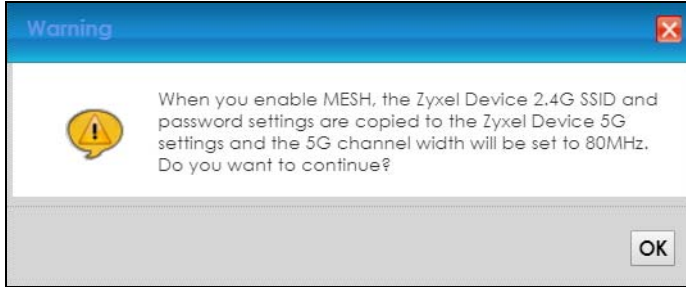 Warning
When you enable MESH, the Zyxel Device 2.4G SSID and
password settings are copied to the Zyxel Device 5G
settings and the 5G channel width will be set to 80MHz.
Do you want to continue?
OK